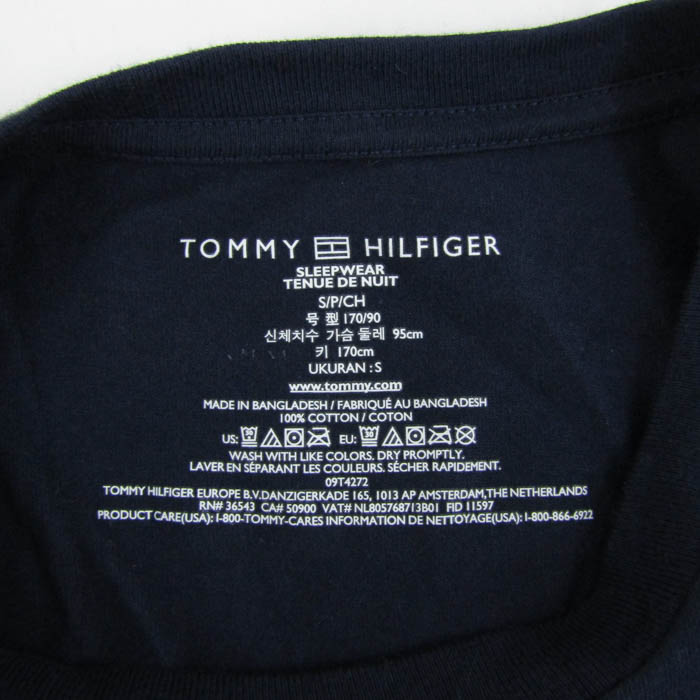 TOMMY HILFIGER
SLEEPWEAR
TENUE DE NUIT
S/P/CH
号 型 170/90
신체치수 가슴 둘레 95cm
키 170cm
UKURAN : S
www.tommy.com
MADE IN BANGLADESH / FABRIQUÉ AU BANGLADESH
100% COTTON / COTON
US: EU:
WASH WITH LIKE COLORS. DRY PROMPTLY.
LAVER EN SÉPARANT LES COULEURS. SÉCHER RAPIDEMENT.
09T4272
TOMMY HILFIGER EUROPE B.V. DANZIGERKADE 165, 1013 AP AMSTERDAM, THE NETHERLANDS
RN# 36543 CA# 50900 VAT# NL805768713B01 FID 11597
PRODUCT CARE(USA): 1-800-TOMMY-CARES INFORMATION DE NETTOYAGE(USA): 1-800-866-6922